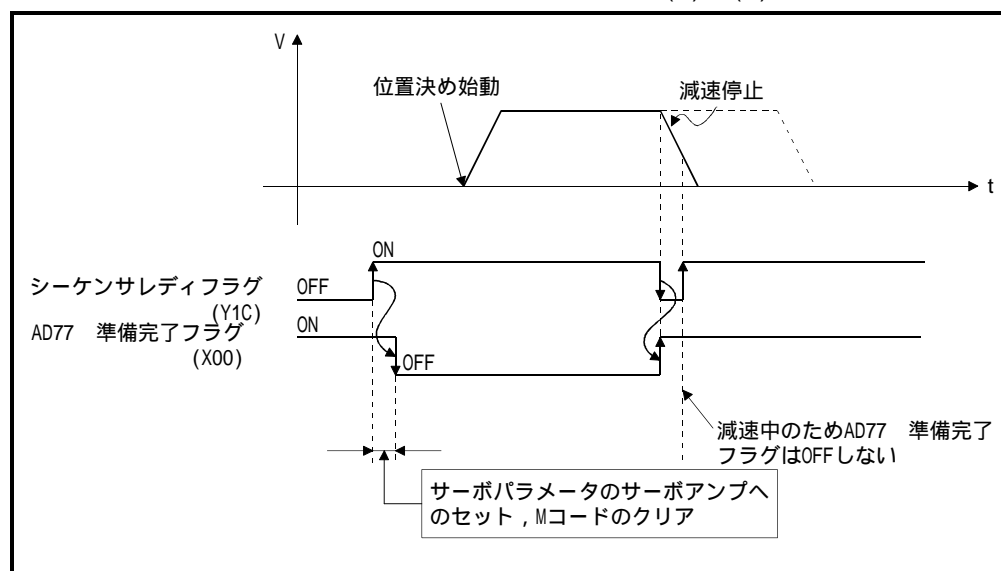 V
位置決め始動
減速停止
t
ON
シーケンサレディフラグ
(Y1C)
OFF
AD77 準備完了フラグ
(X00)
ON
OFF
減速中のためAD77 準備完了
フラグはOFFしない
サーボパラメータのサーボアンプへ
のセット，Mコードのクリア